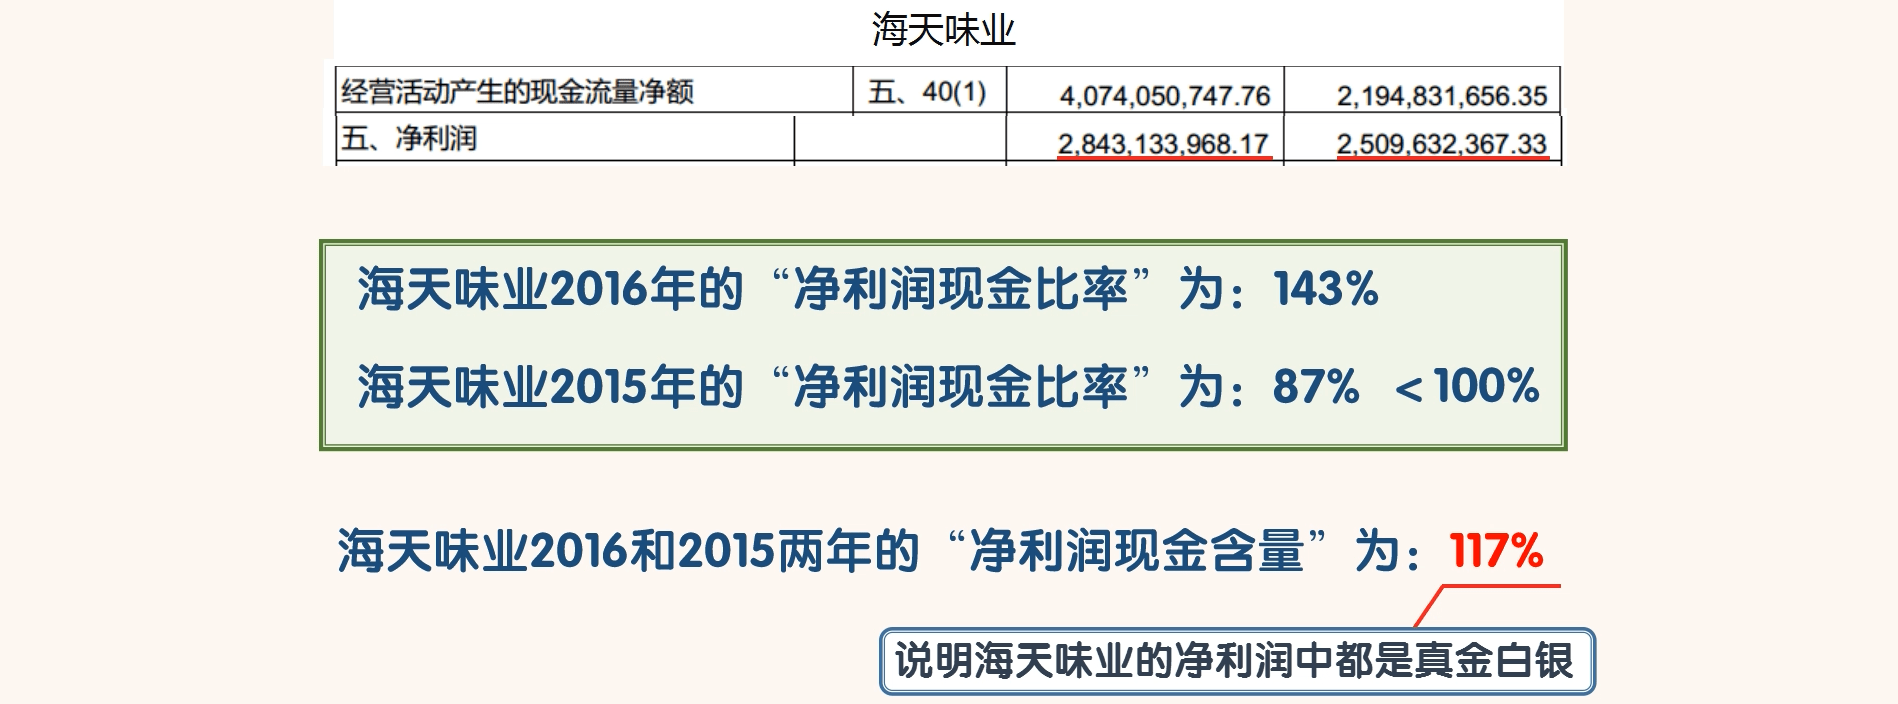 海天味业
经营活动产生的现金流量净额 五、40(1) 4,074,050,747.76 2,194,831,656.35
五、净利润 2,843,133,968.17 2,509,632,367.33
海天味业2016年的“净利润现金比率”为：143%
海天味业2015年的“净利润现金比率”为：87% ＜100%
海天味业2016和2015两年的“净利润现金含量”为：117%
说明海天味业的净利润中都是真金白银